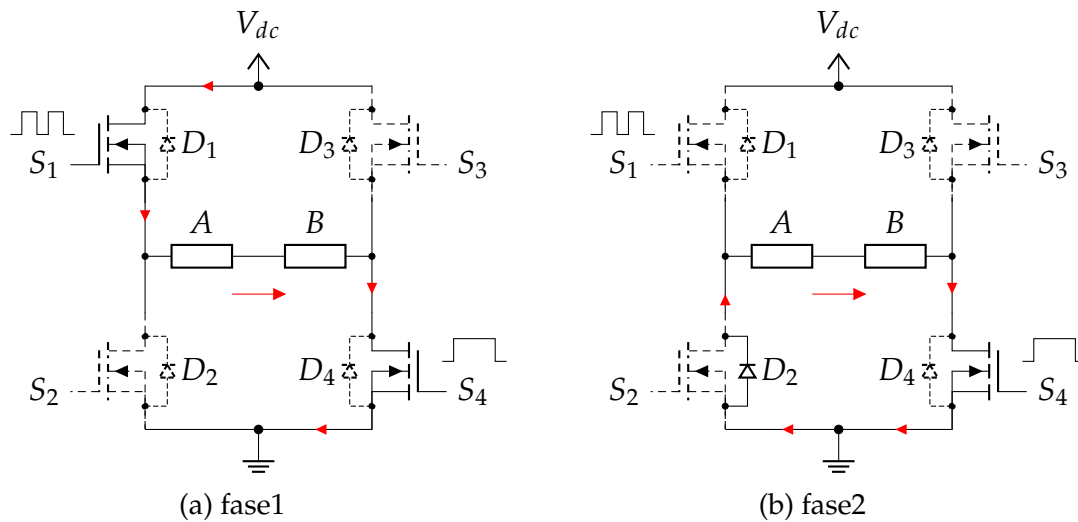 V_dc
V_dc
D_1
D_3
D_1
D_3
S_1
S_3
S_1
S_3
A
B
A
B
D_2
D_4
D_2
D_4
S_2
S_4
S_2
S_4
(a) fase1
(b) fase2